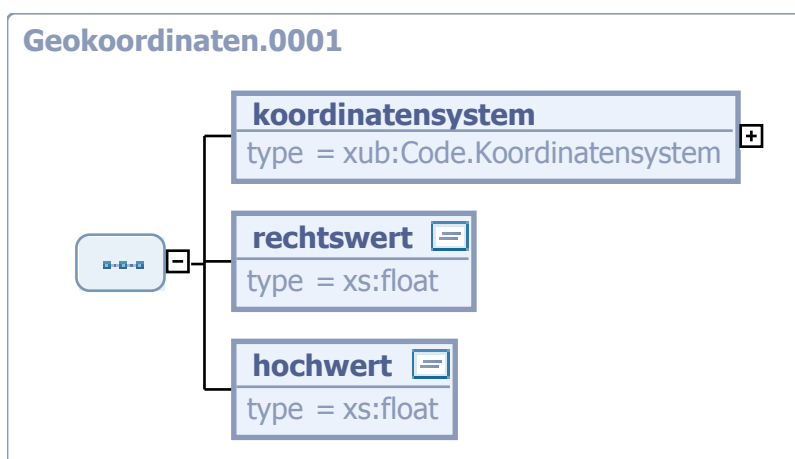 Geokoordinaten.0001
koordinatensystem
type = xub:Code.Koordinatensystem
rechtswert
type = xs:float
hochwert
type = xs:float